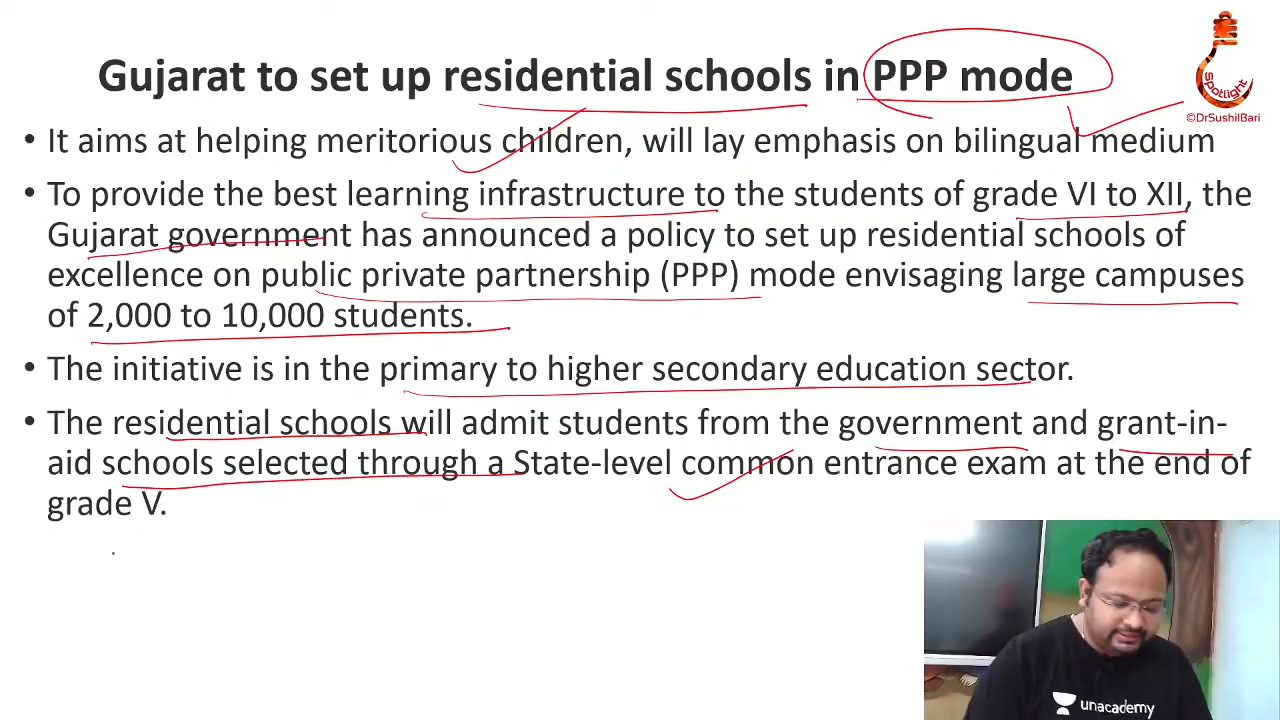 Gujarat to set up residential schools in PPP mode
Spotlight
©DrSushilBari
• It aims at helping meritorious children, will lay emphasis on bilingual medium
• To provide the best learning infrastructure to the students of grade VI to XII, the
Gujarat government has announced a policy to set up residential schools of
excellence on public private partnership (PPP) mode envisaging large campuses
of 2,000 to 10,000 students.
• The initiative is in the primary to higher secondary education sector.
• The residential schools will admit students from the government and grant-in-
aid schools selected through a State-level common entrance exam at the end of
grade V.
unacademy